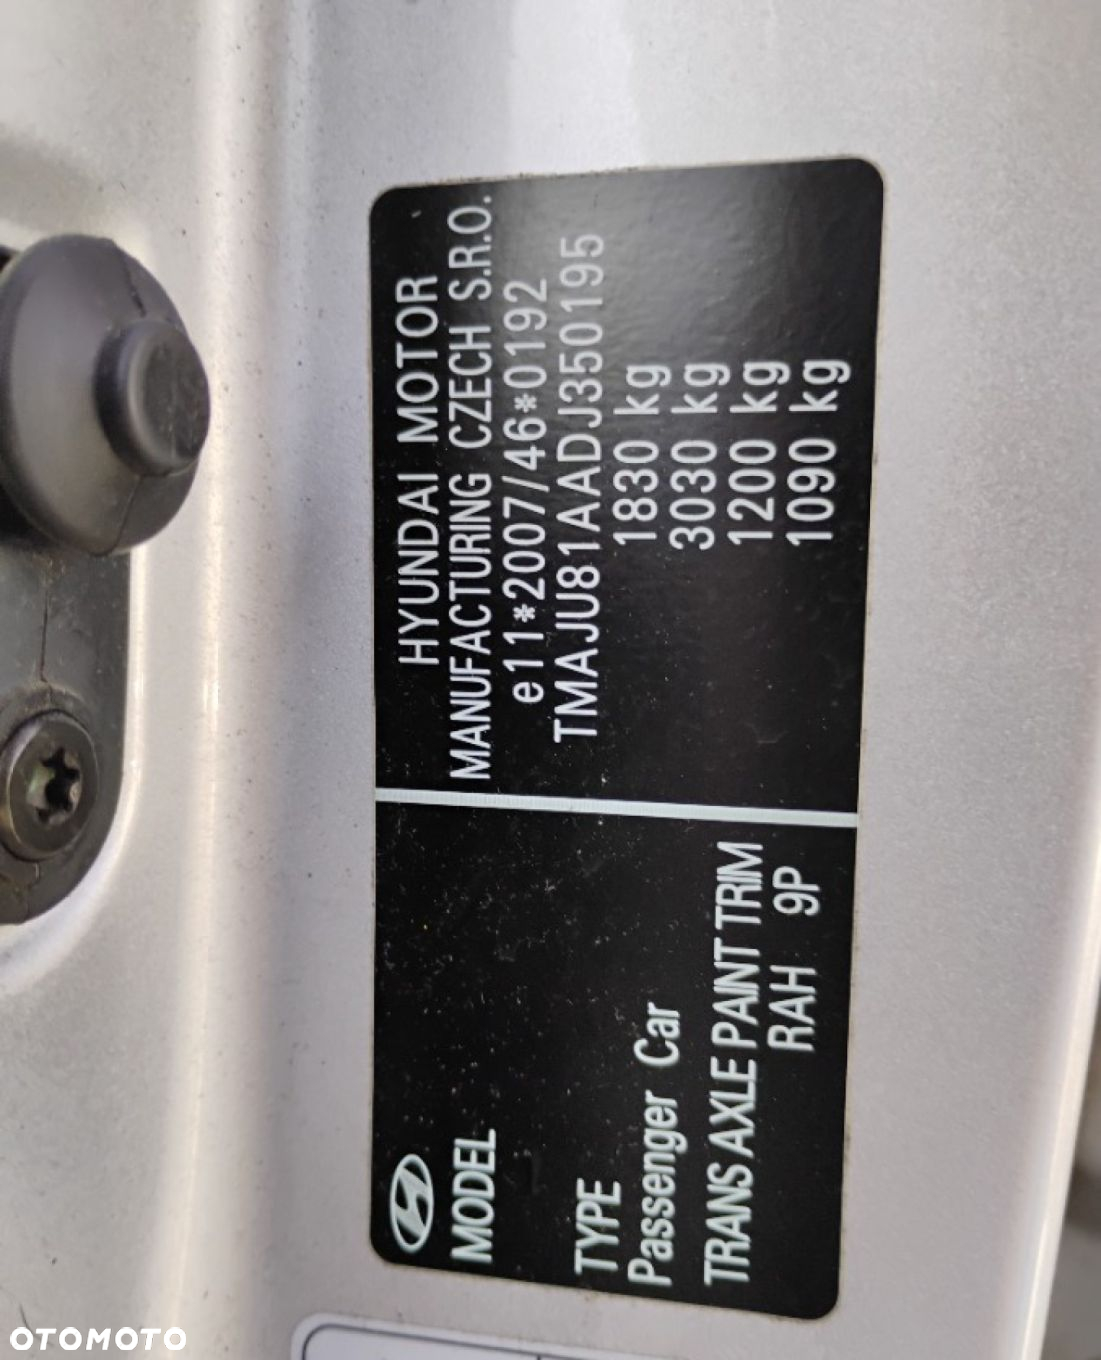 HYUNDAI MOTOR
MANUFACTURING CZECH S.R.O.
e11*2007/46*0192
TMAJU81AADJ350195
1830 kg
3030 kg
1200 kg
1090 kg
MODEL
TYPE
Passenger Car
TRANS AXLE PAINT TRIM
RAH 9P
OTOMOTO